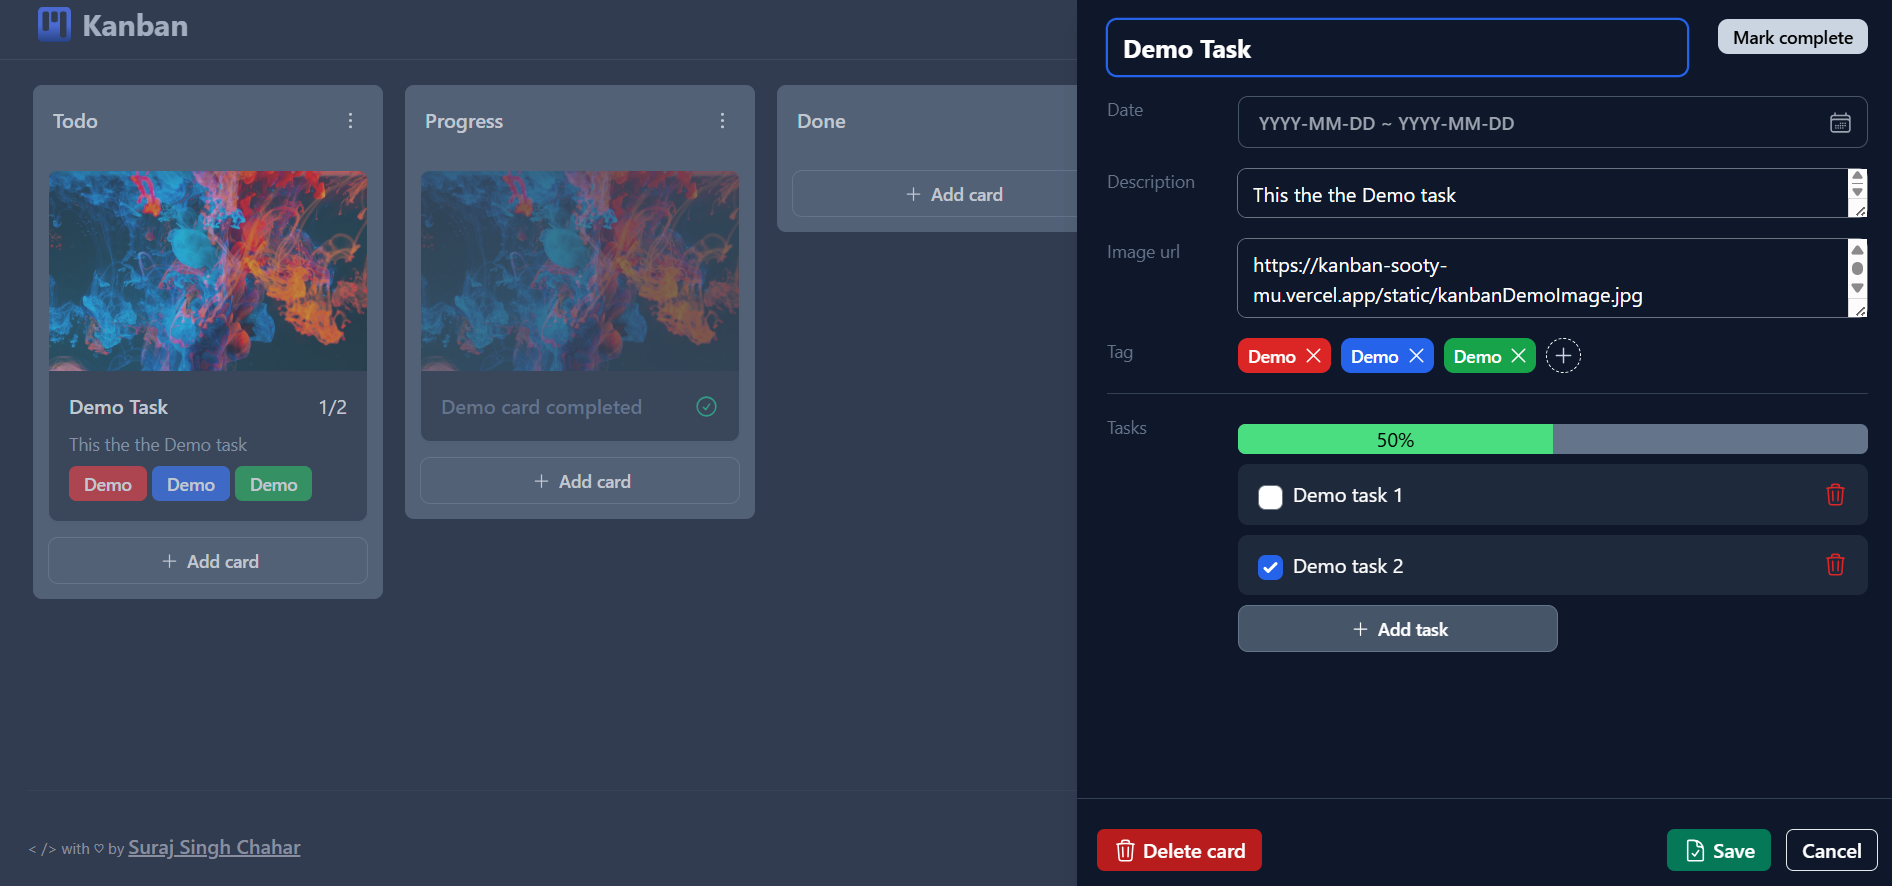 Kanban
Todo
Demo Task 1/2
This the the Demo task
Demo Demo Demo
+ Add card
Progress
Demo card completed
+ Add card
Done
+ Add card
< /> with ♡ by Suraj Singh Chahar
Demo Task
Mark complete
Date
YYYY-MM-DD ~ YYYY-MM-DD
Description
This the the Demo task
Image url
https://kanban-sooty-
mu.vercel.app/static/kanbanDemoImage.jpg
Tag
Demo Demo Demo
Tasks
50%
Demo task 1
Demo task 2
+ Add task
Delete card
Save
Cancel